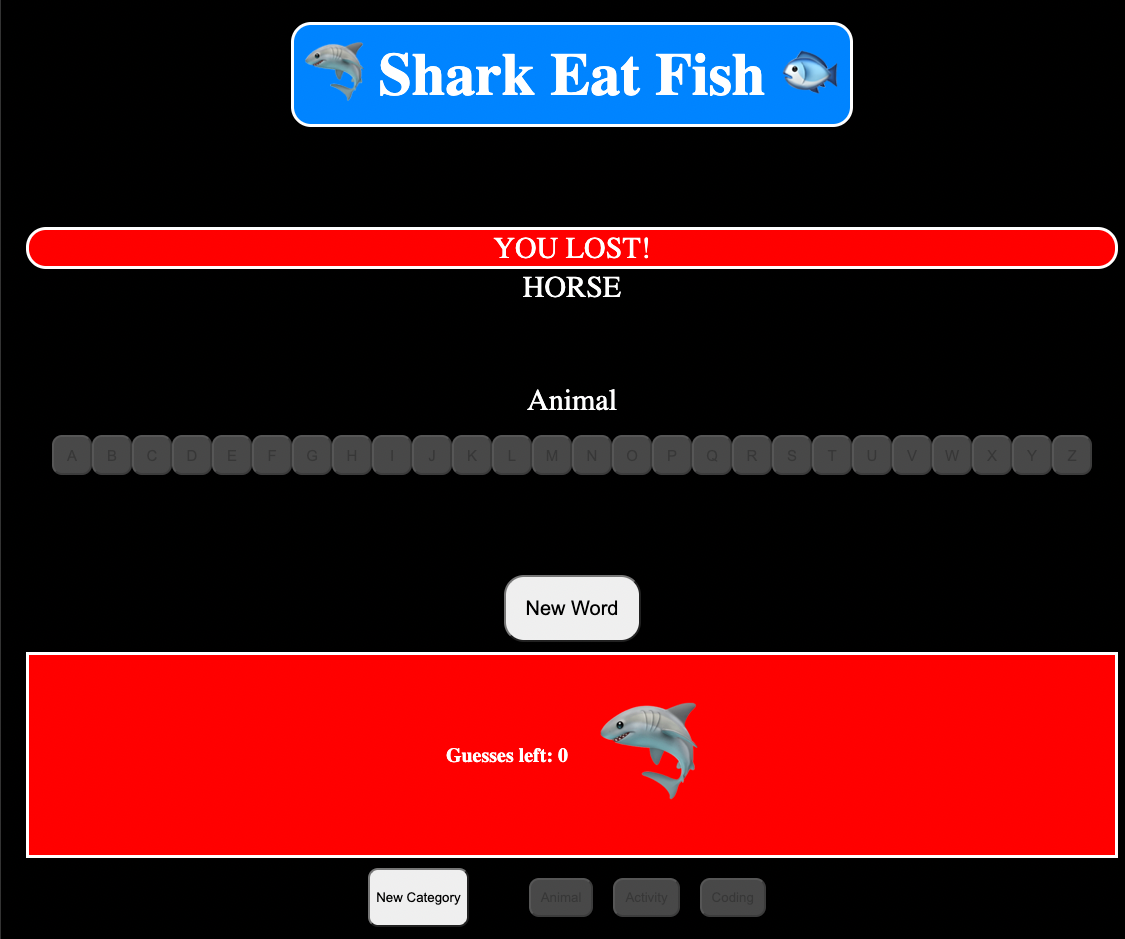 Shark Eat Fish
YOU LOST!
HORSE
Animal
A B C D E F G H I J K L M N O P Q R S T U V W X Y Z
New Word
Guesses left: 0
New Category Animal Activity Coding